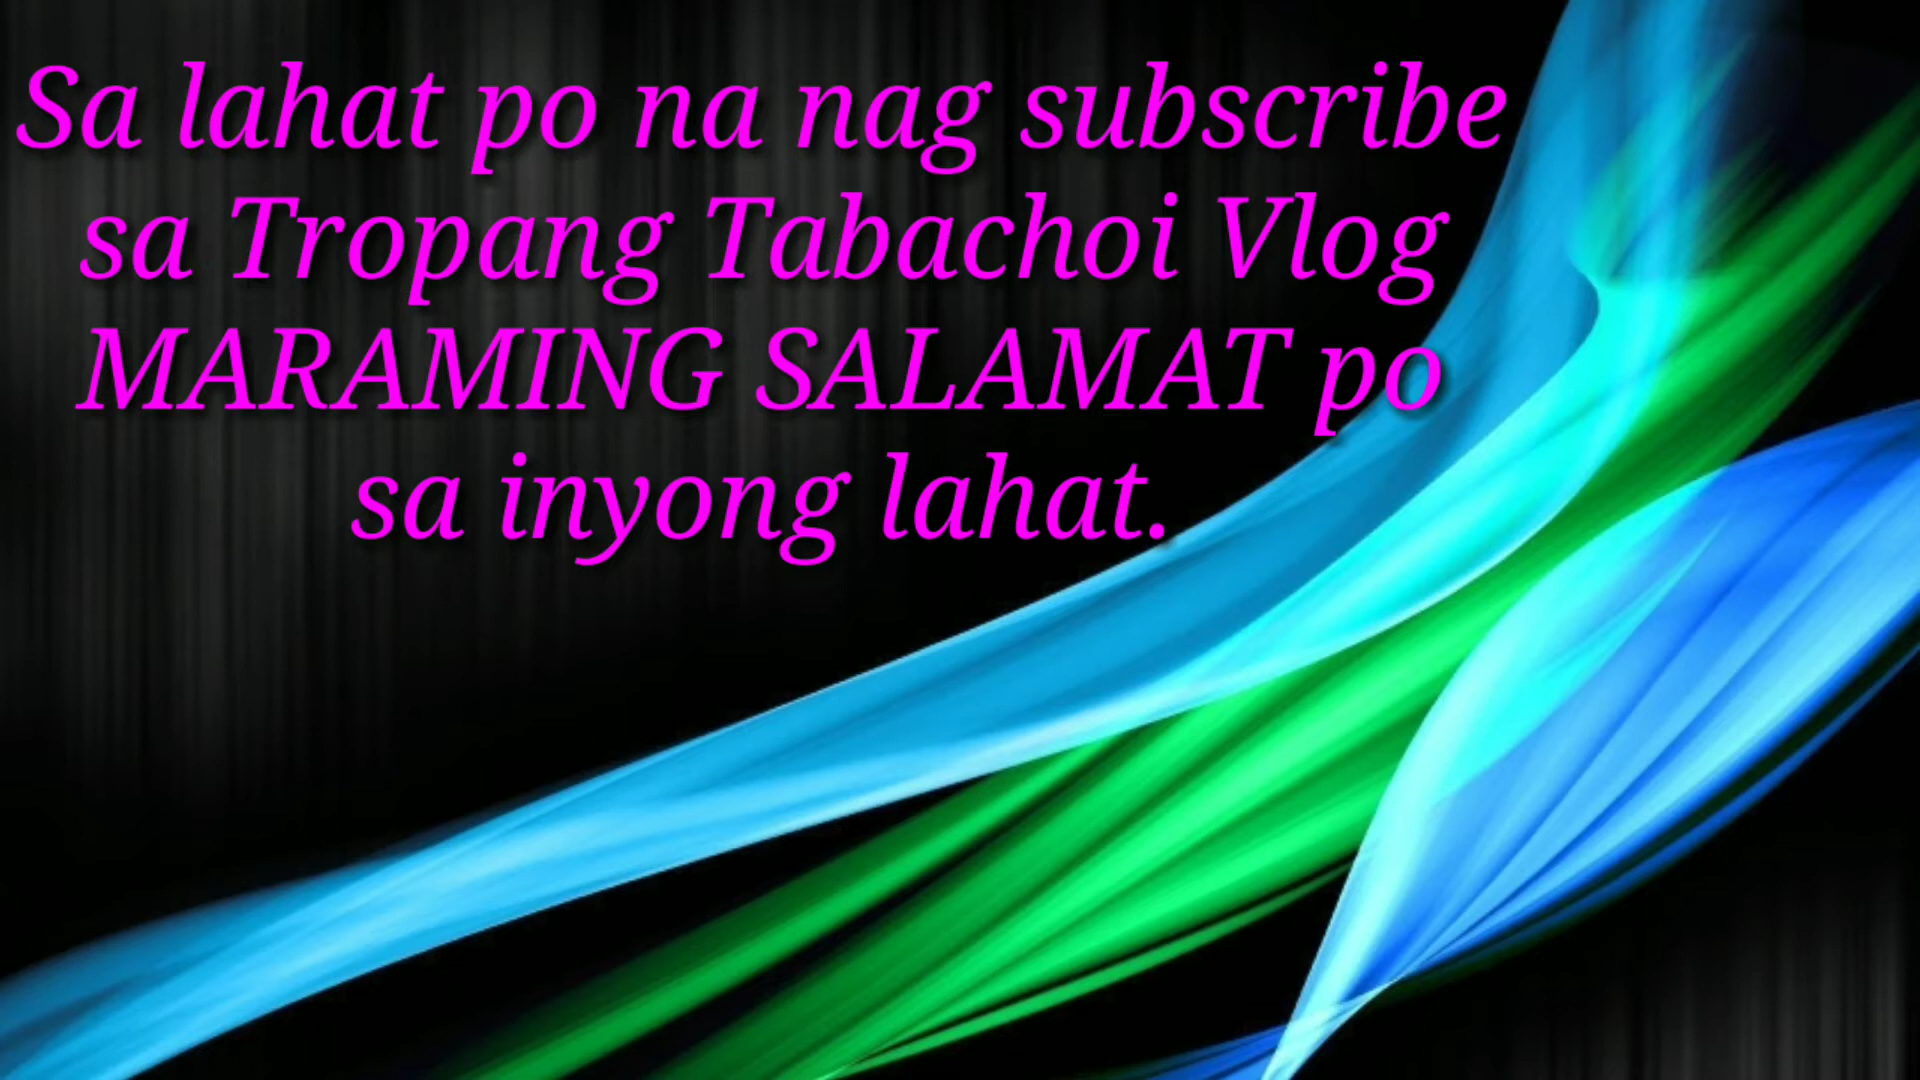 Sa lahat po na nag subscribe
sa Tropang Tabachoi Vlog
MARAMING SALAMAT po
sa inyong lahat.